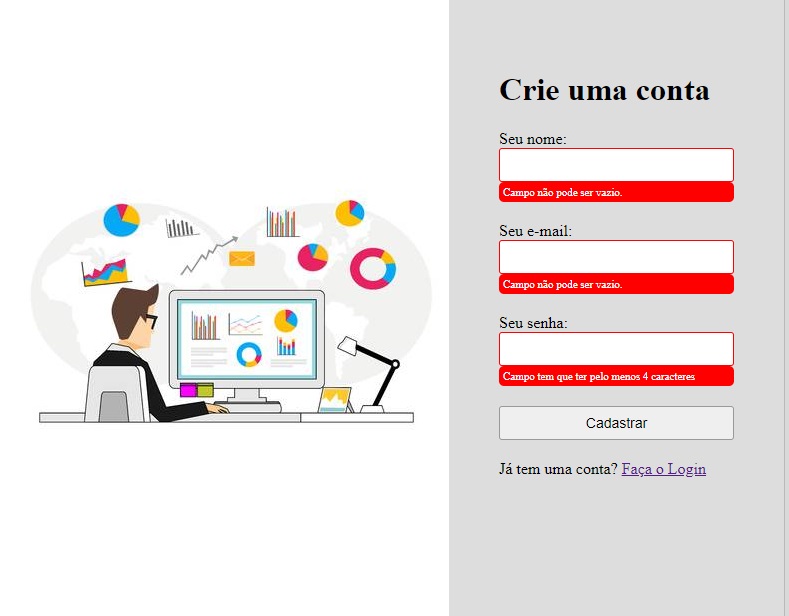 Crie uma conta
Seu nome:
Campo não pode ser vazio.
Seu e-mail:
Campo não pode ser vazio.
Seu senha:
Campo tem que ter pelo menos 4 caracteres
Cadastrar
Já tem uma conta? Faça o Login